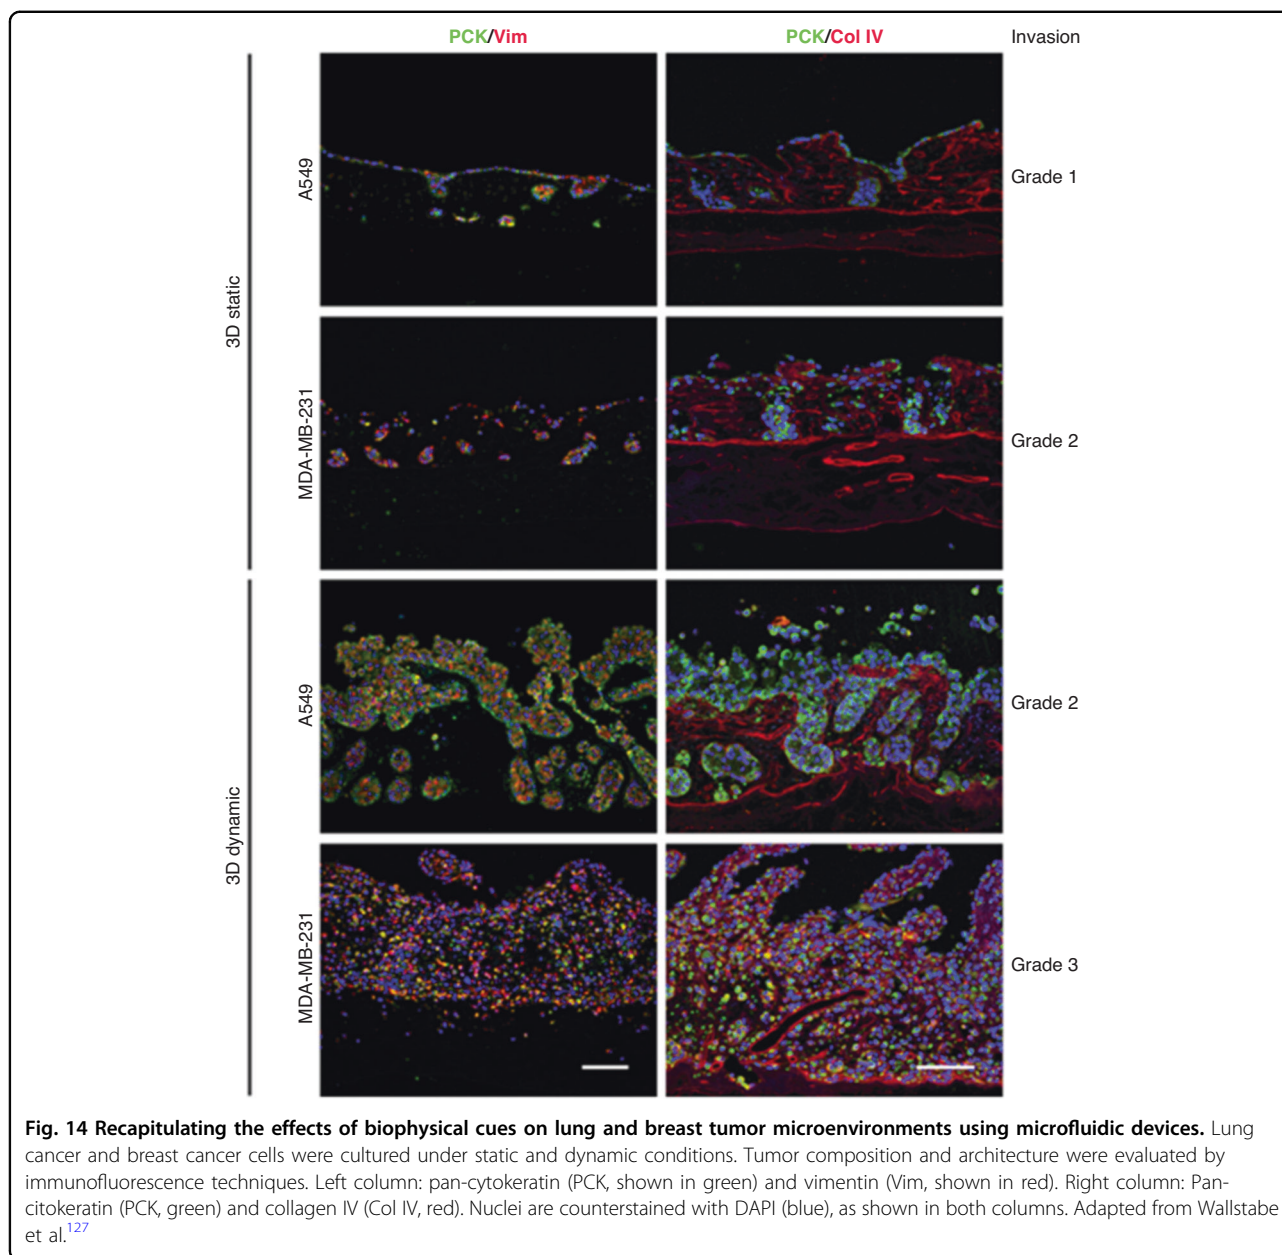 PCK/Vim PCK/Col IV Invasion
3D static
A549
Grade 1
MDA-MB-231
Grade 2
3D dynamic
A549
Grade 2
MDA-MB-231
Grade 3
Fig. 14 Recapitulating the effects of biophysical cues on lung and breast tumor microenvironments using microfluidic devices. Lung
cancer and breast cancer cells were cultured under static and dynamic conditions. Tumor composition and architecture were evaluated by
immunofluorescence techniques. Left column: pan-cytokeratin (PCK, shown in green) and vimentin (Vim, shown in red). Right column: Pan-
citokeratin (PCK, green) and collagen IV (Col IV, red). Nuclei are counterstained with DAPI (blue), as shown in both columns. Adapted from Wallstabe
et al.127